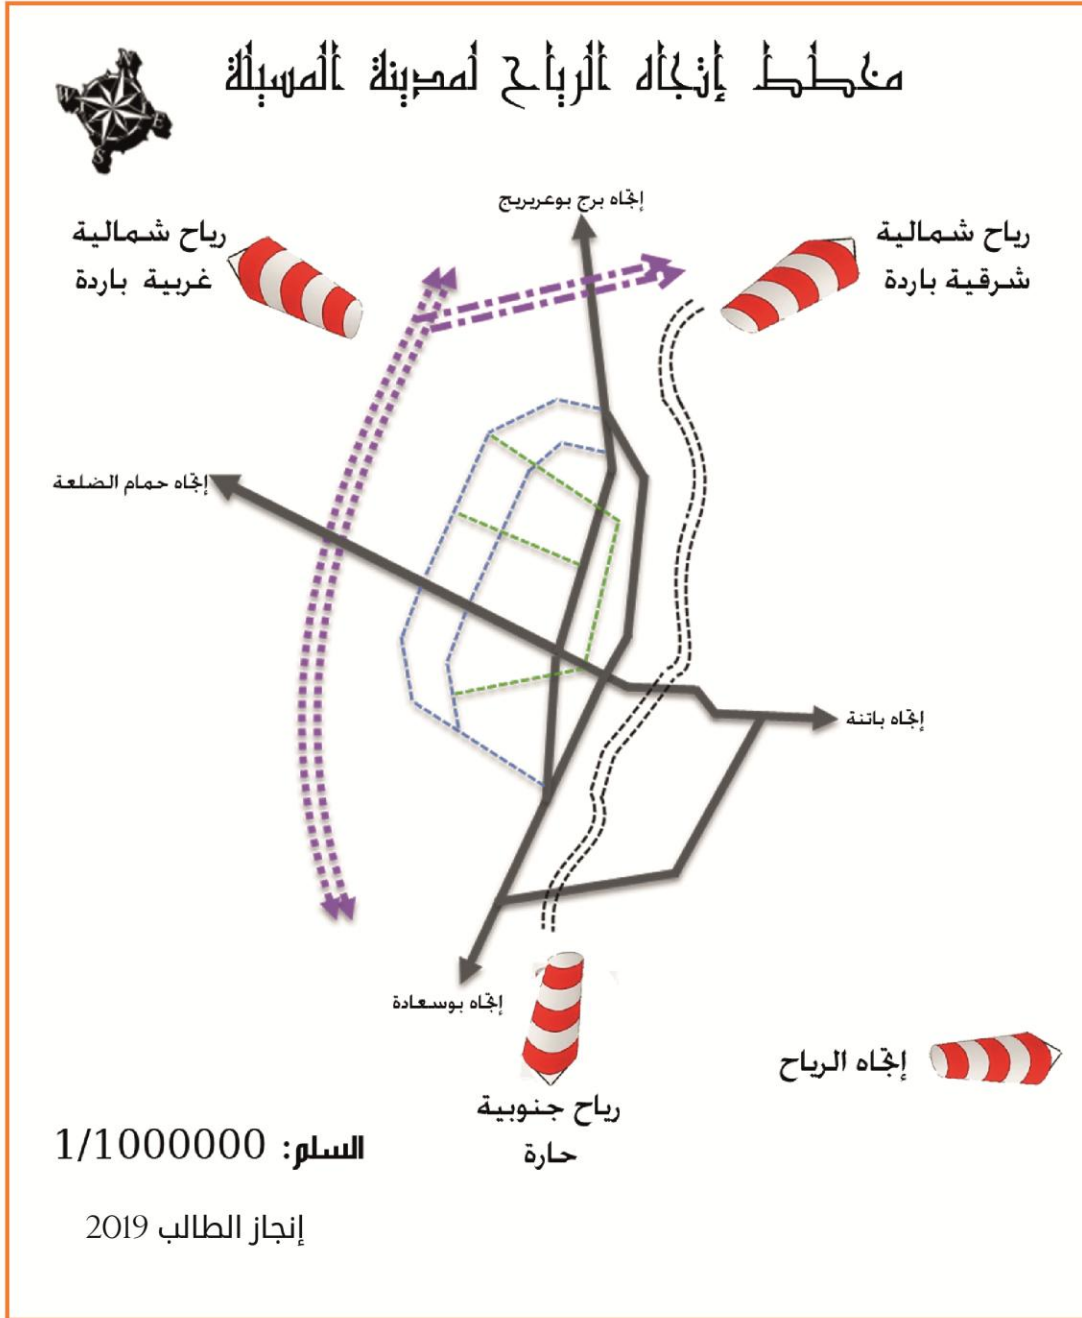 مخطط إتجاه الرياح لمدينة المسيلة
N
W
E
S
إتجاه برج بوعريريج
رياح شمالية
شرقية باردة
رياح شمالية
غربية باردة
إتجاه حمام الضلعة
إتجاه باتنة
إتجاه بوسعادة
إتجاه الرياح
رياح جنوبية
حارة
السلم: 1/1000000
إنجاز الطالب 2019